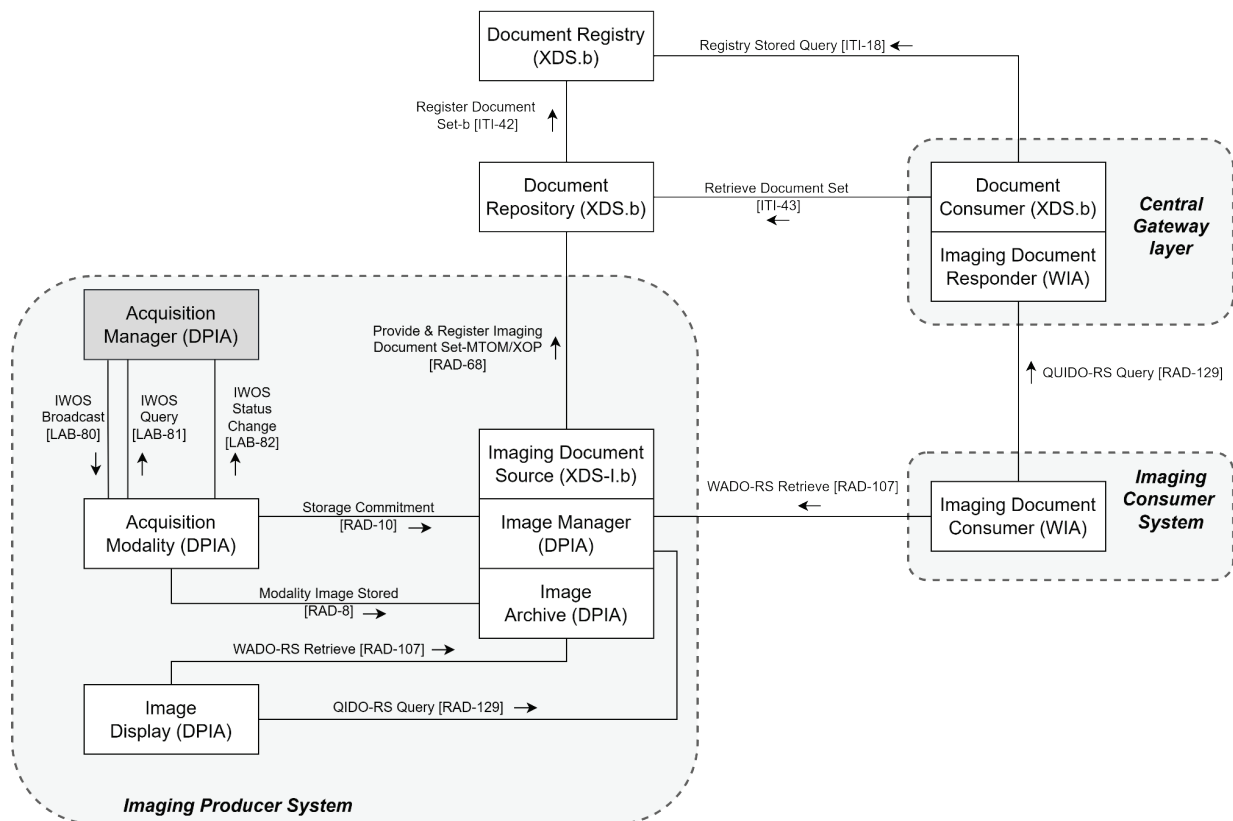 Document Registry
(XDS.b)
Registry Stored Query [ITI-18]
Register Document
Set-b [ITI-42]
Document
Repository (XDS.b)
Retrieve Document Set
[ITI-43]
Document
Consumer (XDS.b)
Imaging Document
Responder (WIA)
Central
Gateway
layer
Acquisition
Manager (DPIA)
Provide & Register Imaging
Document Set-MTOM/XOP
[RAD-68]
QUIDO-RS Query [RAD-129]
IWOS
Broadcast
[LAB-80]
IWOS
Query
[LAB-81]
IWOS
Status
Change
[LAB-82]
Imaging Document
Source (XDS-I.b)
Image Manager
(DPIA)
Image
Archive (DPIA)
WADO-RS Retrieve [RAD-107]
Imaging Document
Consumer (WIA)
Imaging
Consumer
System
Acquisition
Modality (DPIA)
Storage Commitment
[RAD-10]
Modality Image Stored
[RAD-8]
WADO-RS Retrieve [RAD-107]
Image
Display (DPIA)
QIDO-RS Query [RAD-129]
Imaging Producer System